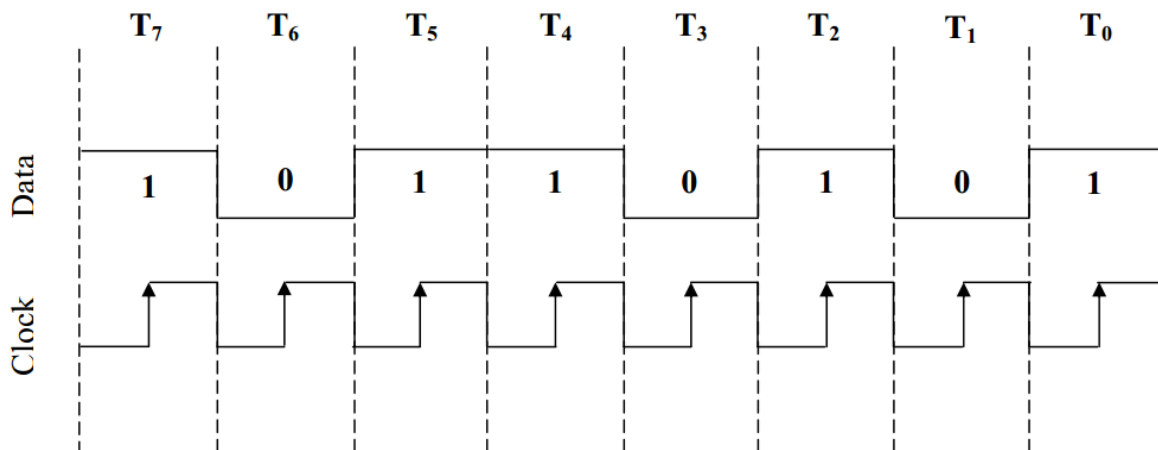 T₇ T₆ T₅ T₄ T₃ T₂ T₁ T₀
Data
1 0 1 1 0 1 0 1
Clock